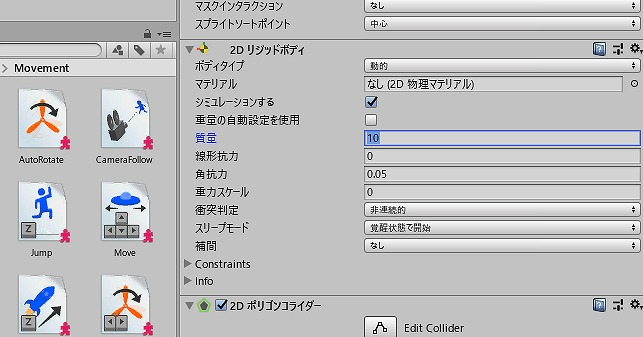 マスクインタラクション なし
スプライトソートポイント 中心
Movement
AutoRotate CameraFollow
Z
Jump Move
Z
2D リジッドボディ
ボディタイプ 動的
マテリアル なし (2D 物理マテリアル)
シミュレーションする
重量の自動設定を使用
質量 10
線形抗力 0
角抗力 0.05
重力スケール 0
衝突判定 非連続的
スリープモード 覚醒状態で開始
補間 なし
Constraints
Info
2D ポリゴンコライダー
Edit Collider